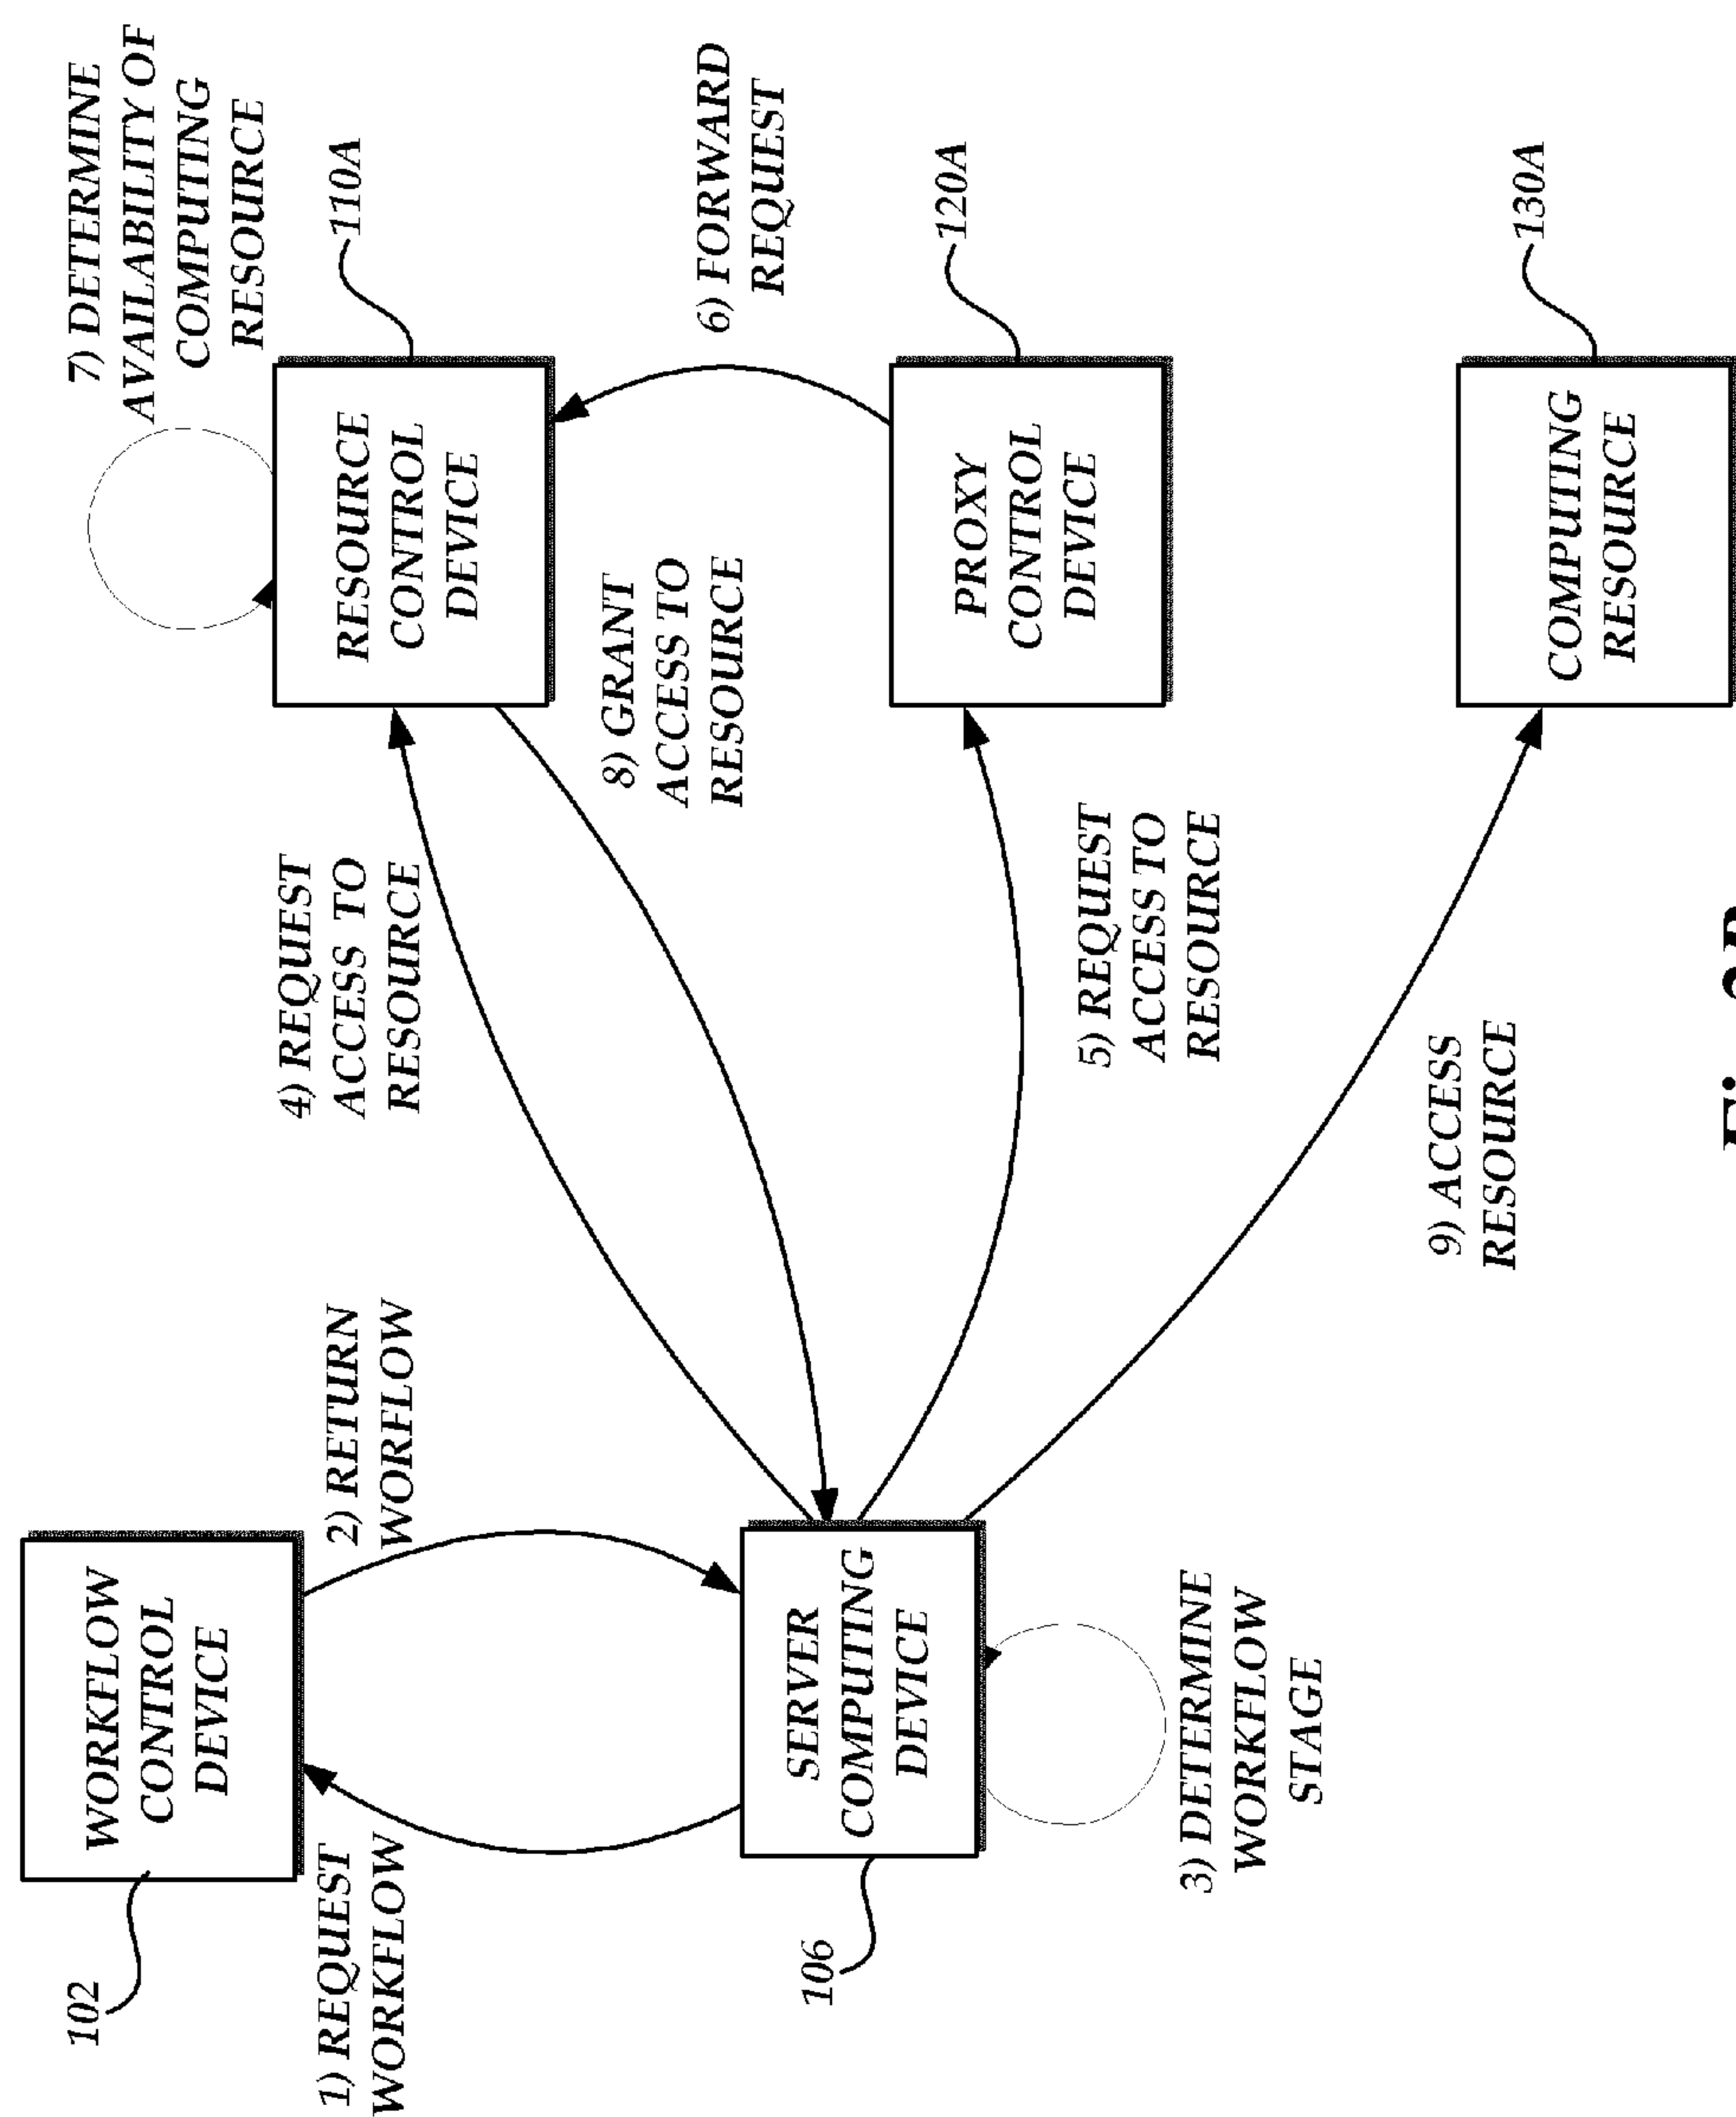 102
WORKFLOW
CONTROL
DEVICE
1) REQUEST
WORKFLOW
2) RETURN
WORKFLOW
106
SERVER
COMPUTING
DEVICE
3) DETERMINE
WORKFLOW
STAGE
4) REQUEST
ACCESS TO
RESOURCE
7) DETERMINE
AVAILABILITY OF
COMPUTING
RESOURCE
110A
RESOURCE
CONTROL
DEVICE
8) GRANT
ACCESS TO
RESOURCE
6) FORWARD
REQUEST
120A
PROXY
CONTROL
DEVICE
5) REQUEST
ACCESS TO
RESOURCE
130A
COMPUTING
RESOURCE
9) ACCESS
RESOURCE